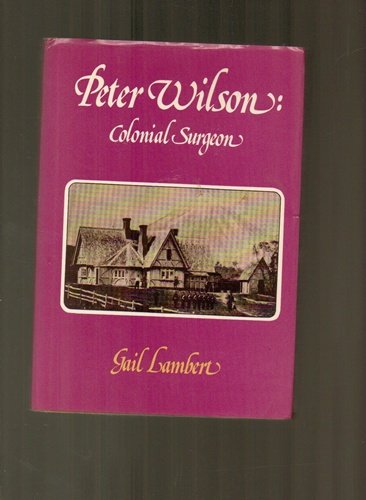 Peter Wilson:
Colonial Surgeon
Gail Lambert